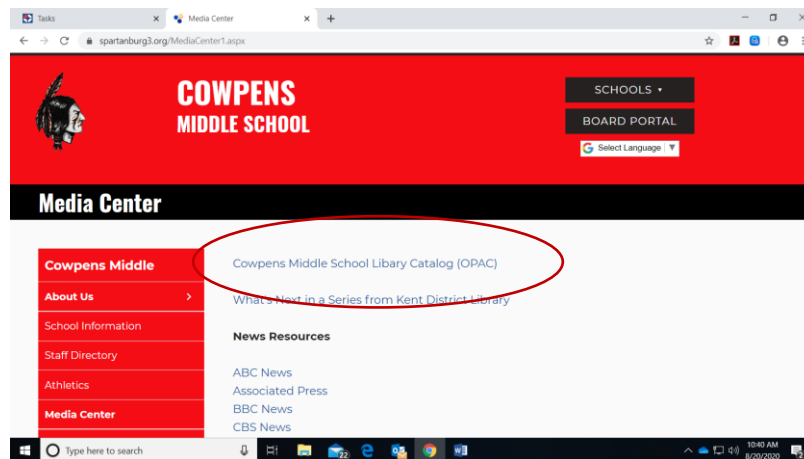 Tasks
Media Center
spartanburg3.org/MediaCenter1.aspx
COWPENS
MIDDLE SCHOOL
SCHOOLS
BOARD PORTAL
Select Language
Media Center
Cowpens Middle
About Us
School Information
Staff Directory
Athletics
Media Center
Cowpens Middle School Libary Catalog (OPAC)
What's Next in a Series from Kent District Library
News Resources
ABC News
Associated Press
BBC News
CBS News
Type here to search
22
10:40 AM
8/20/2020
2